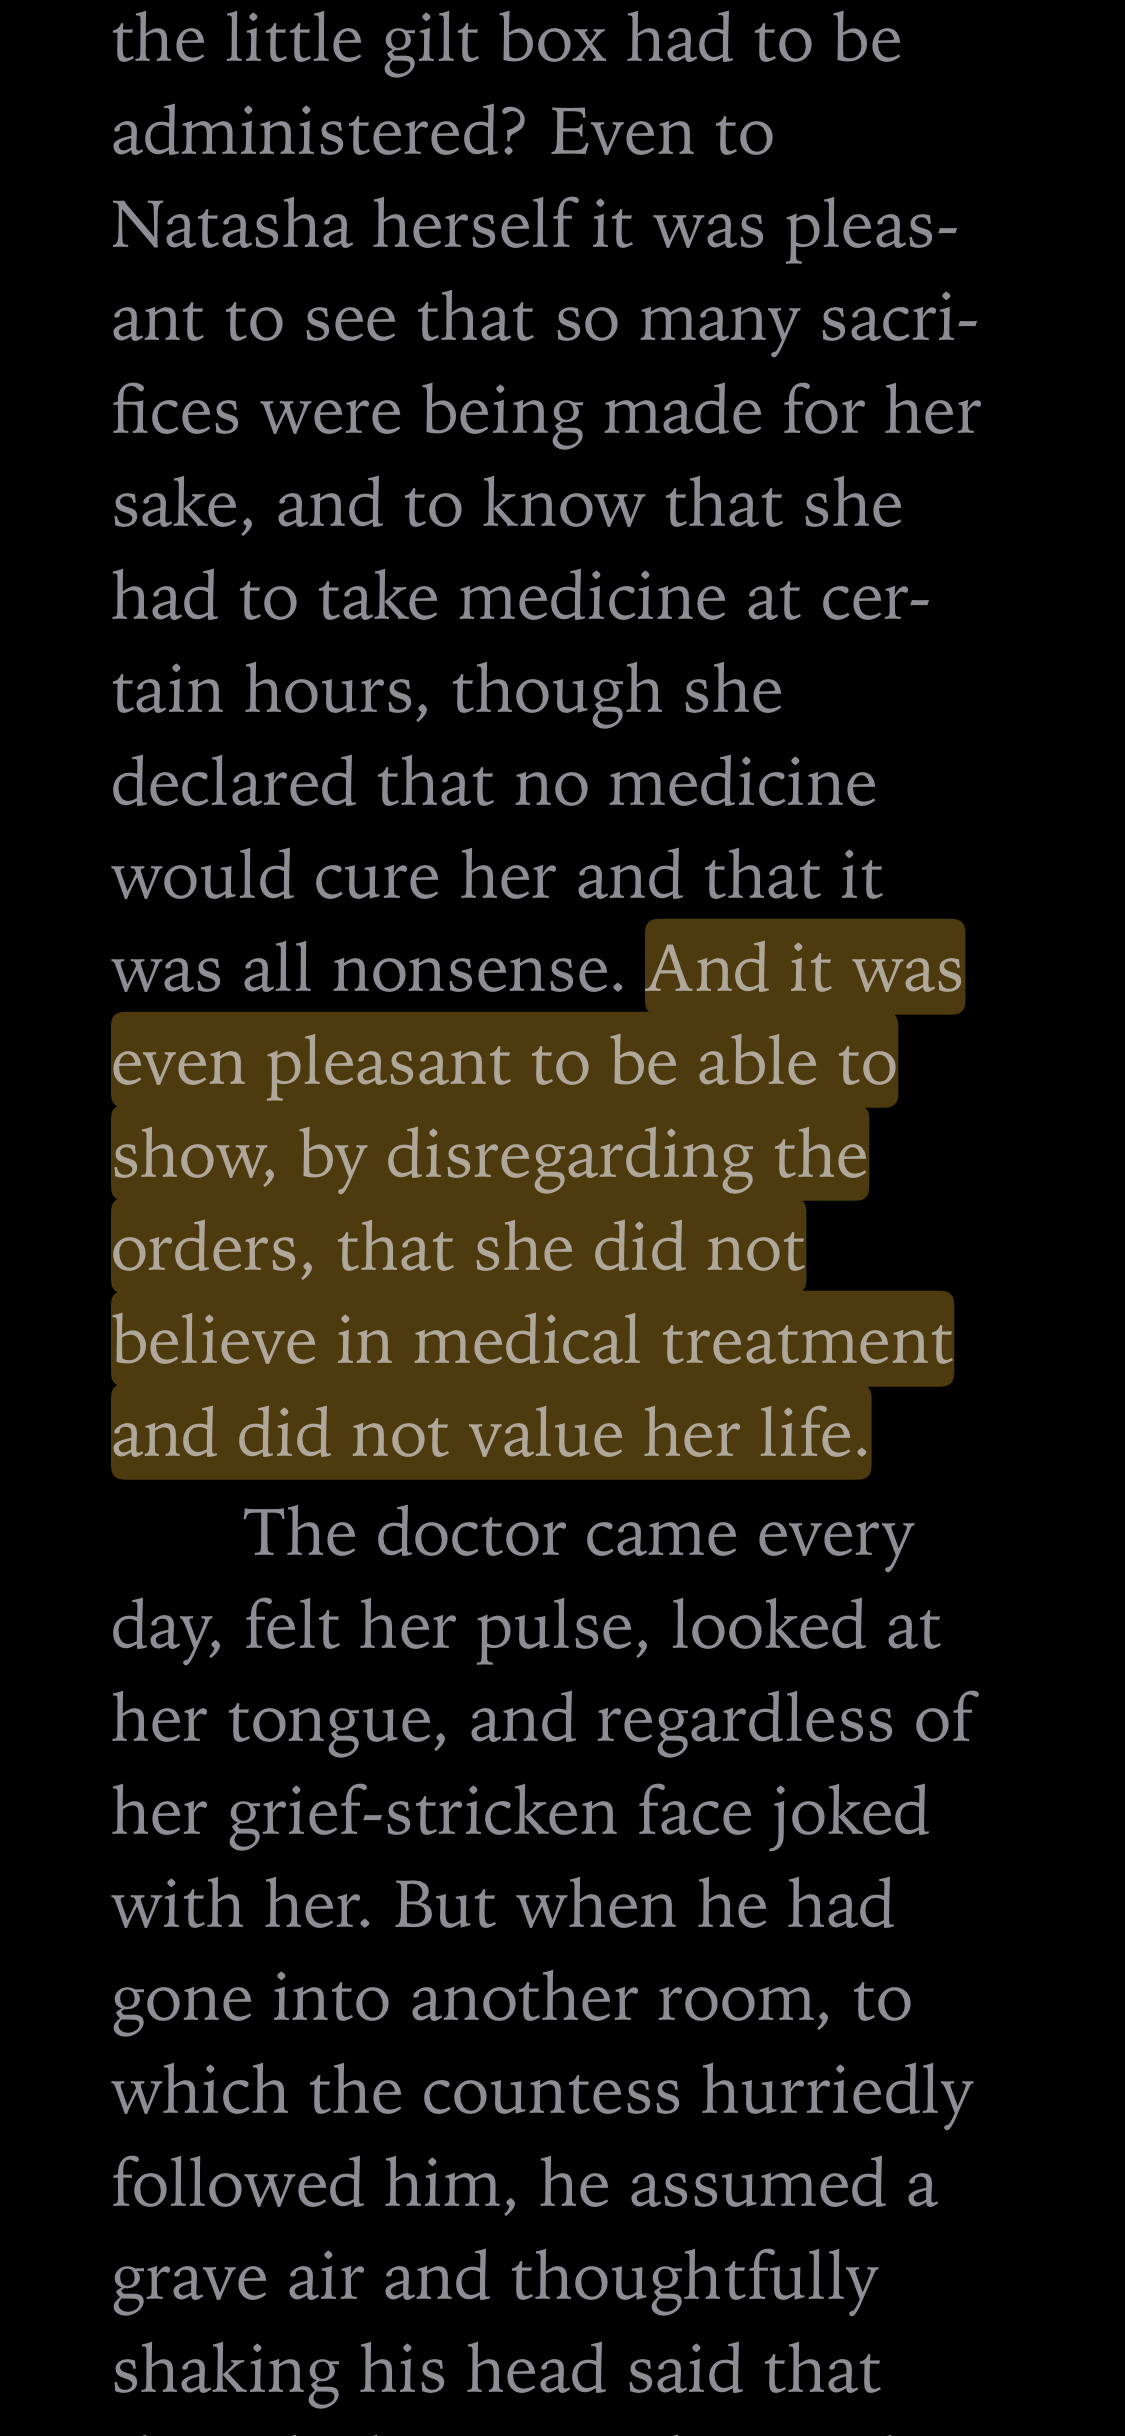 the little gilt box had to be
administered? Even to
Natasha herself it was pleas-
ant to see that so many sacri-
fices were being made for her
sake, and to know that she
had to take medicine at cer-
tain hours, though she
declared that no medicine
would cure her and that it
was all nonsense. And it was
even pleasant to be able to
show, by disregarding the
orders, that she did not
believe in medical treatment
and did not value her life.
The doctor came every
day, felt her pulse, looked at
her tongue, and regardless of
her grief-stricken face joked
with her. But when he had
gone into another room, to
which the countess hurriedly
followed him, he assumed a
grave air and thoughtfully
shaking his head said that